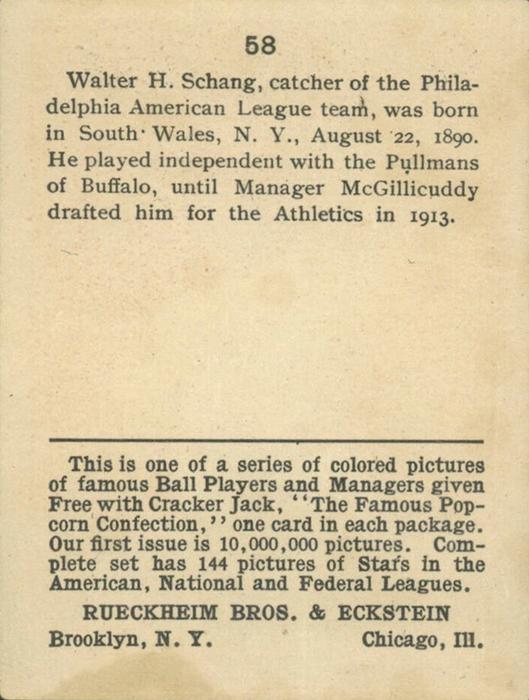 58
Walter H. Schang, catcher of the Phila-
delphia American League team, was born
in South Wales, N. Y., August 22, 1890.
He played independent with the Pullmans
of Buffalo, until Manager McGillicuddy
drafted him for the Athletics in 1913.
This is one of a series of colored pictures
of famous Ball Players and Managers given
Free with Cracker Jack, "The Famous Pop-
corn Confection," one card in each package.
Our first issue is 10,000,000 pictures. Com-
plete set has 144 pictures of Stars in the
American, National and Federal Leagues.
RUECKHEIM BROS. & ECKSTEIN
Brooklyn, N. Y. Chicago, Ill.